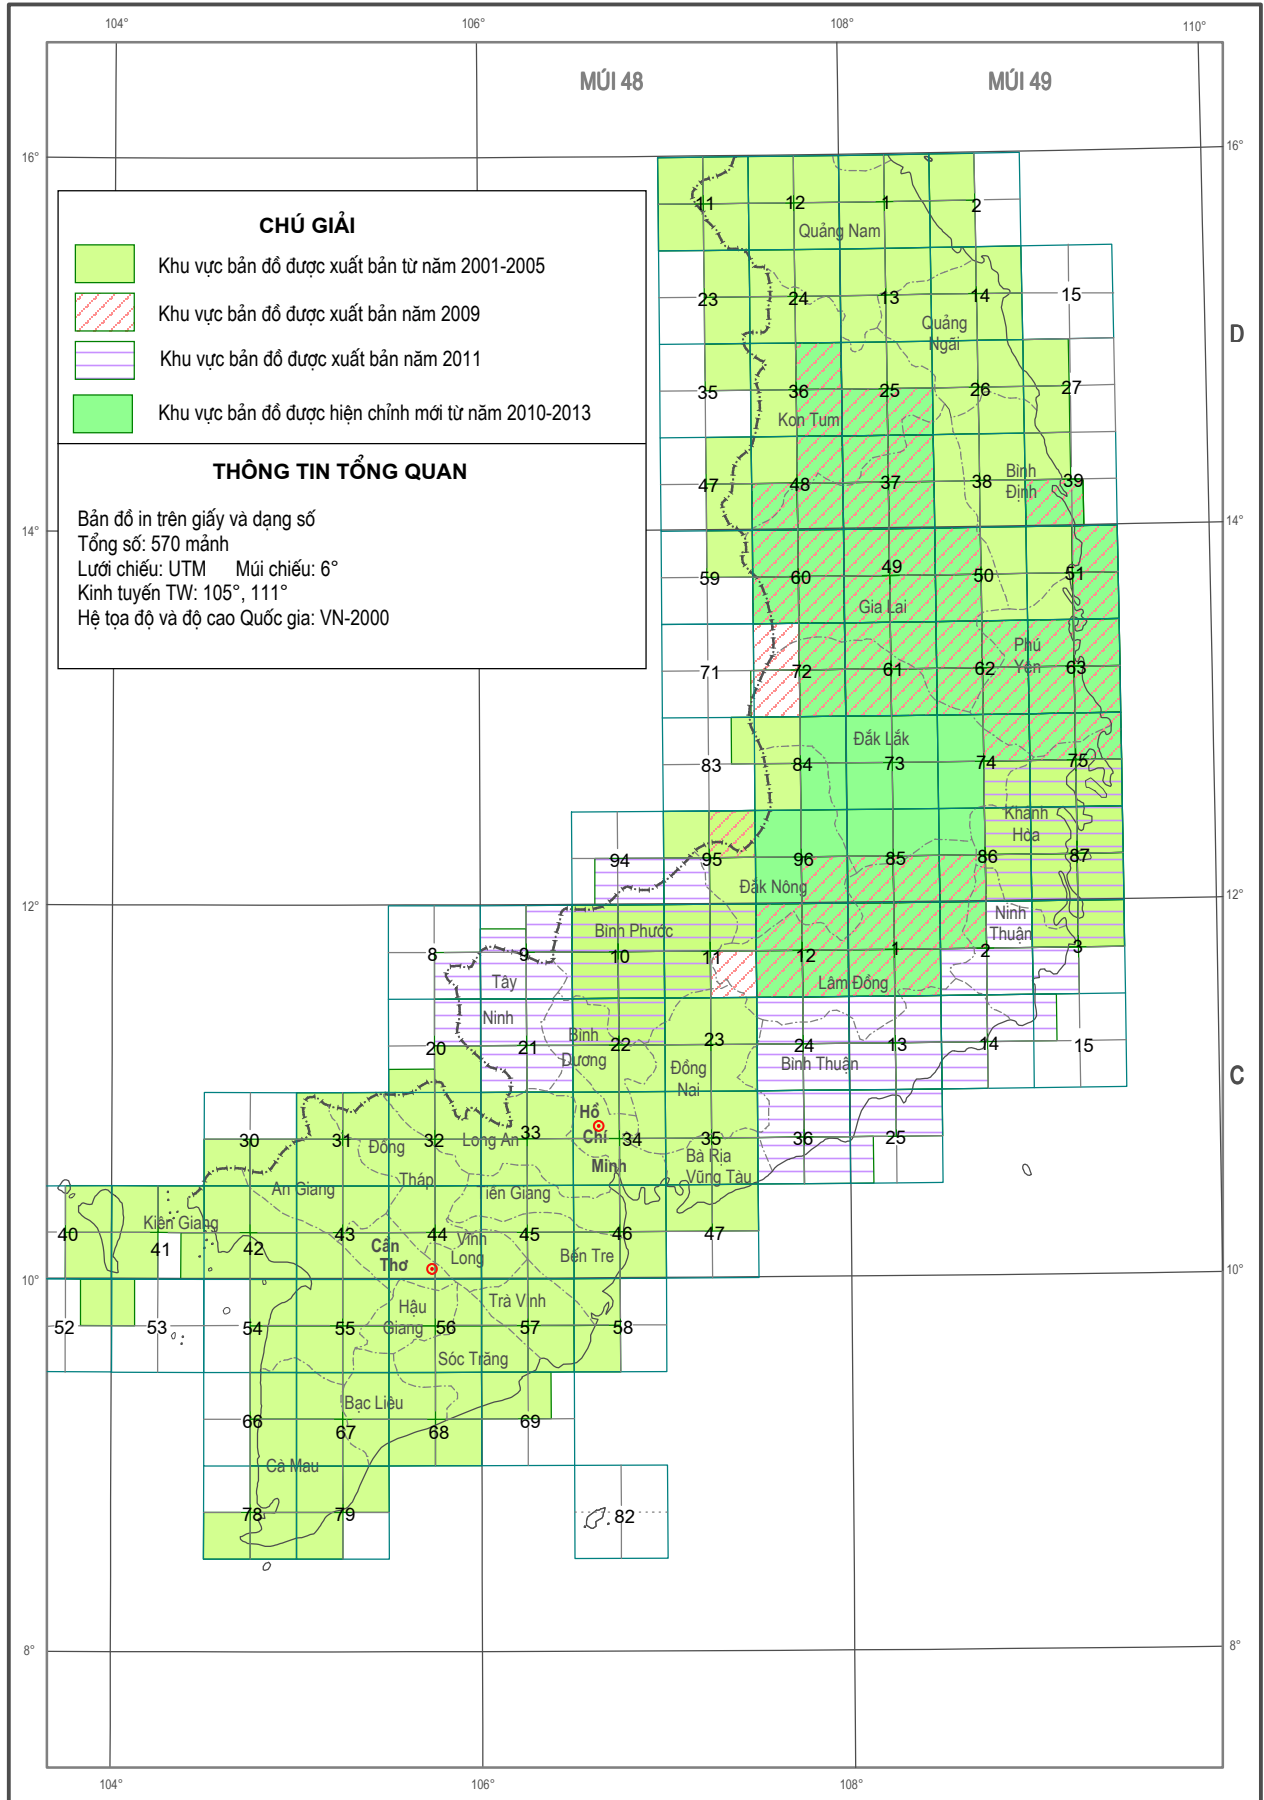 104°
106°
108°
110°
MÚI 48
MÚI 49
16°
16°
CHÚ GIẢI
Khu vực bản đồ được xuất bản từ năm 2001-2005
Khu vực bản đồ được xuất bản năm 2009
Khu vực bản đồ được xuất bản năm 2011
Khu vực bản đồ được hiện chỉnh mới từ năm 2010-2013
THÔNG TIN TỔNG QUAN
Bản đồ in trên giấy và dạng số
Tổng số: 570 mảnh
Lưới chiếu: UTM Múi chiếu: 6°
Kinh tuyến TW: 105°, 111°
Hệ tọa độ và độ cao Quốc gia: VN-2000
11
12
1
2
Quảng Nam
23
24
13
14
15
Quảng
Ngãi
D
35
36
25
26
27
Kon Tum
47
48
37
38
39
Bình
Định
14°
14°
59
60
49
50
51
Gia Lai
71
72
61
62
63
Phú
Yên
Đắk Lắk
83
84
73
74
75
Khánh
Hòa
94
95
96
85
86
87
Đắk Nông
12°
12°
Bình Phước
Ninh
Thuận
8
9
10
11
12
1
2
3
Tây
Ninh
Lâm Đồng
20
21
22
23
24
13
14
15
Bình
Dương
Đồng
Nai
Bình Thuận
C
30
31
32
33
34
35
36
25
Hồ
Chí
Minh
Đồng
Tháp
Long An
Bà Rịa
Vũng Tàu
An Giang
iền Giang
Kiên Giang
40
41
42
43
44
45
46
47
Cần
Thơ
Vĩnh
Long
Bến Tre
10°
10°
Hậu
Giang
Trà Vinh
52
53
54
55
56
57
58
Sóc Trăng
Bạc Liêu
66
67
68
69
Cà Mau
78
79
82
8°
8°
104°
106°
108°